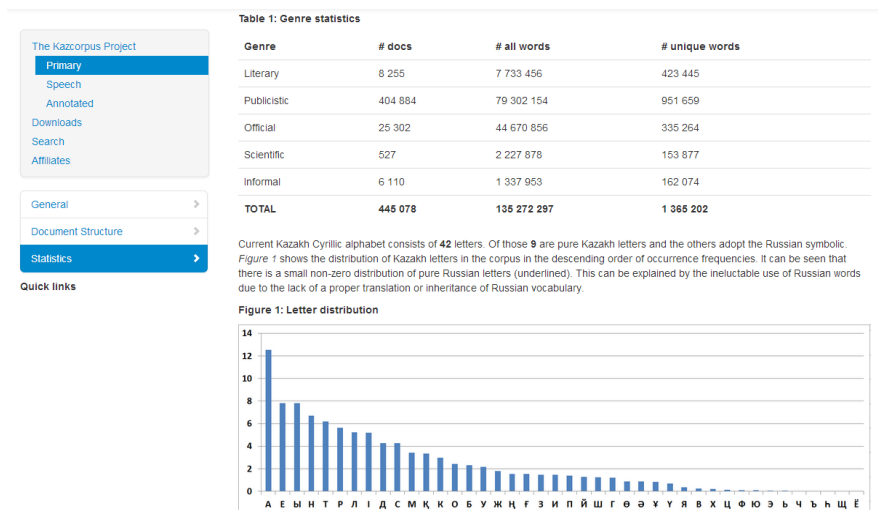 The Kazcorpus Project
Primary
Speech
Annotated
Downloads
Search
Affiliates
General
Document Structure
Statistics
Quick links
Table 1: Genre statistics
Genre # docs # all words # unique words
Literary 8 255 7 733 456 423 445
Publicistic 404 884 79 302 154 951 659
Official 25 302 44 670 856 335 264
Scientific 527 2 227 878 153 877
Informal 6 110 1 337 953 162 074
TOTAL 445 078 135 272 297 1 365 202
Current Kazakh Cyrillic alphabet consists of 42 letters. Of those 9 are pure Kazakh letters and the others adopt the Russian symbolic.
Figure 1 shows the distribution of Kazakh letters in the corpus in the descending order of occurrence frequencies. It can be seen that
there is a small non-zero distribution of pure Russian letters (underlined). This can be explained by the ineluctable use of Russian words
due to the lack of a proper translation or inheritance of Russian vocabulary.
Figure 1: Letter distribution
14
12
10
8
6
4
2
0
А Е Ы Н Т Р Л І Д С М Қ К О Б У Ж Ң Ғ З И П Й Ш Г Ө Ә Ұ Ү Я В Х Ц Ф Ю Э Ь Ч Ъ Һ Щ Ё